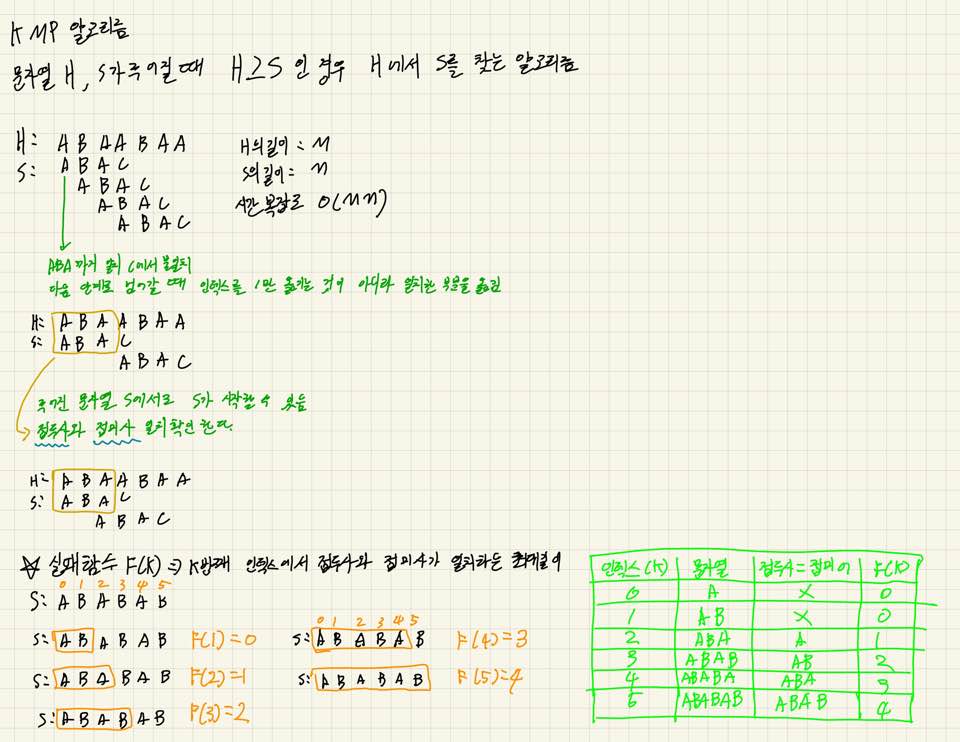 KMP 알고리즘
문자열 H, S가 주어질 때 H≥S 인 경우 H에서 S를 찾는 알고리즘
H: A B A A B A A
S: A B A C
A B A C
A B A C
A B A C
H의길이 : M
S의길이: n
시간 복잡도 O(Mn)
ABA까지 일치 C에서 불일치
다음 단계로 넘어갈 때 인덱스를 1만 옮기는 것이 아니라 일치한 부분을 옮김
H: A B A A B A A
S: A B A C
A B A C
주어진 문자열 S에서도 S가 시작할 수 있음
접두사와 접미사 일치 확인 한다.
H: A B A A B A A
S: A B A C
A B A C
☆ 실패함수 F(K) ⇒ K번째 인덱스에서 접두사와 접미사가 일치하는 최대길이
0 1 2 3 4 5
S: A B A B A B
S: A B A B A B F(1)=0
S: A B A B A B F(2)=1
S: A B A B A B F(3)=2
0 1 2 3 4 5
S: A B A B A B F(4)=3
S: A B A B A B F(5)=4
인덱스(K) 문자열 접두사=접미어 F(K)
0 A X 0
1 AB X 0
2 ABA A 1
3 ABAB AB 2
4 ABABA ABA 3
5 ABABAB ABAB 4